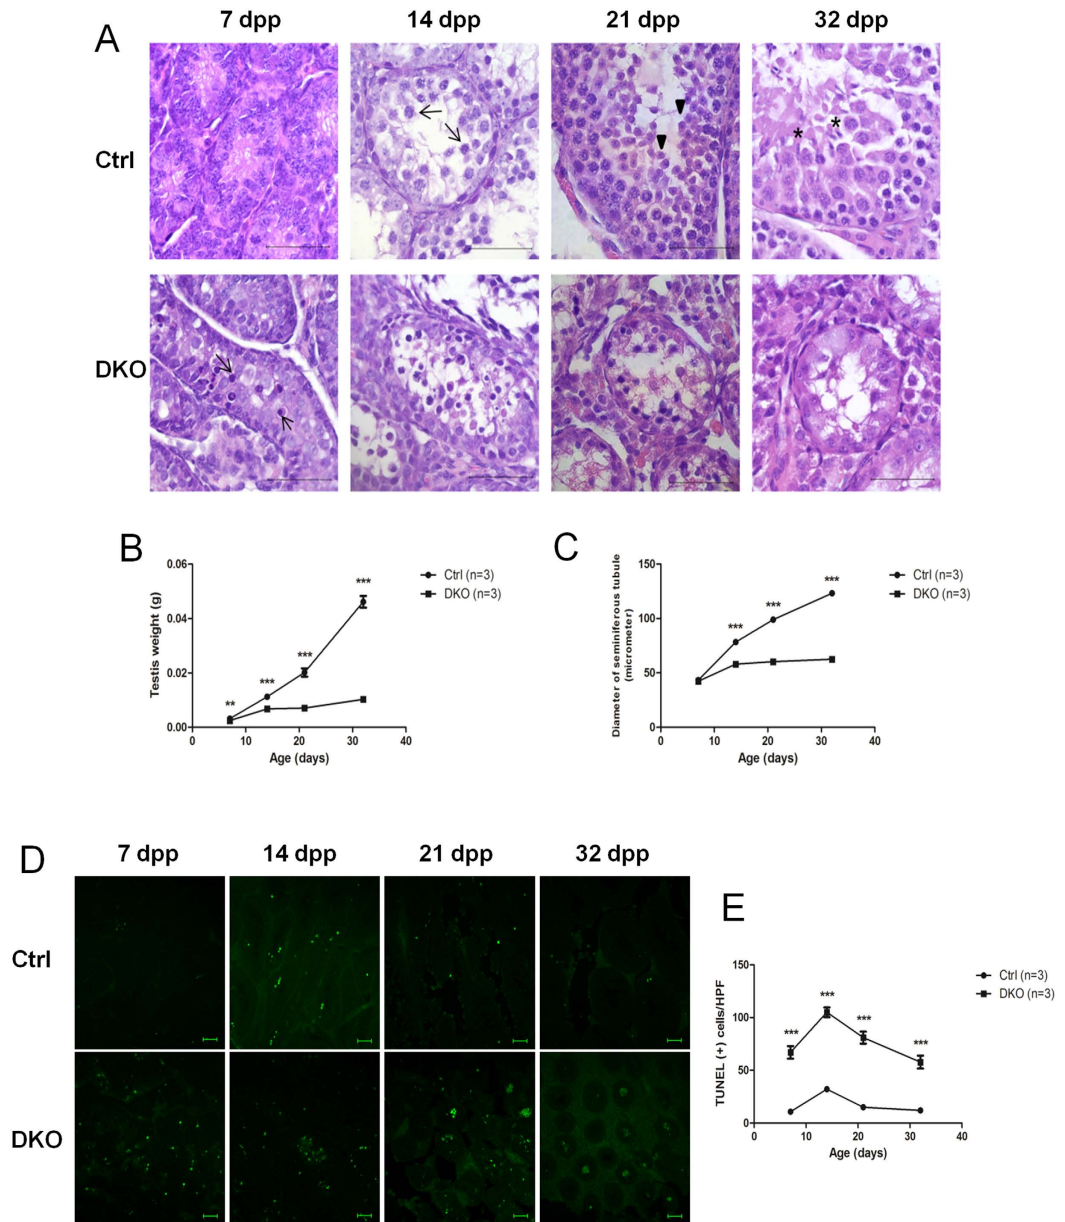 7 dpp 14 dpp 21 dpp 32 dpp
A
Ctrl
* *
DKO
B
0.06
0.04
0.02
0.00
Testis weight (g)
** *** *** ***
0 10 20 30 40
Age (days)
Ctrl (n=3)
DKO (n=3)
C
150
100
50
0
Diameter of seminiferous tubule
(micrometer)
*** *** ***
0 10 20 30 40
Age (days)
Ctrl (n=3)
DKO (n=3)
D
7 dpp 14 dpp 21 dpp 32 dpp
Ctrl
DKO
E
150
100
50
0
TUNEL (+) cells/HPF
*** *** *** ***
0 10 20 30 40
Age (days)
Ctrl (n=3)
DKO (n=3)